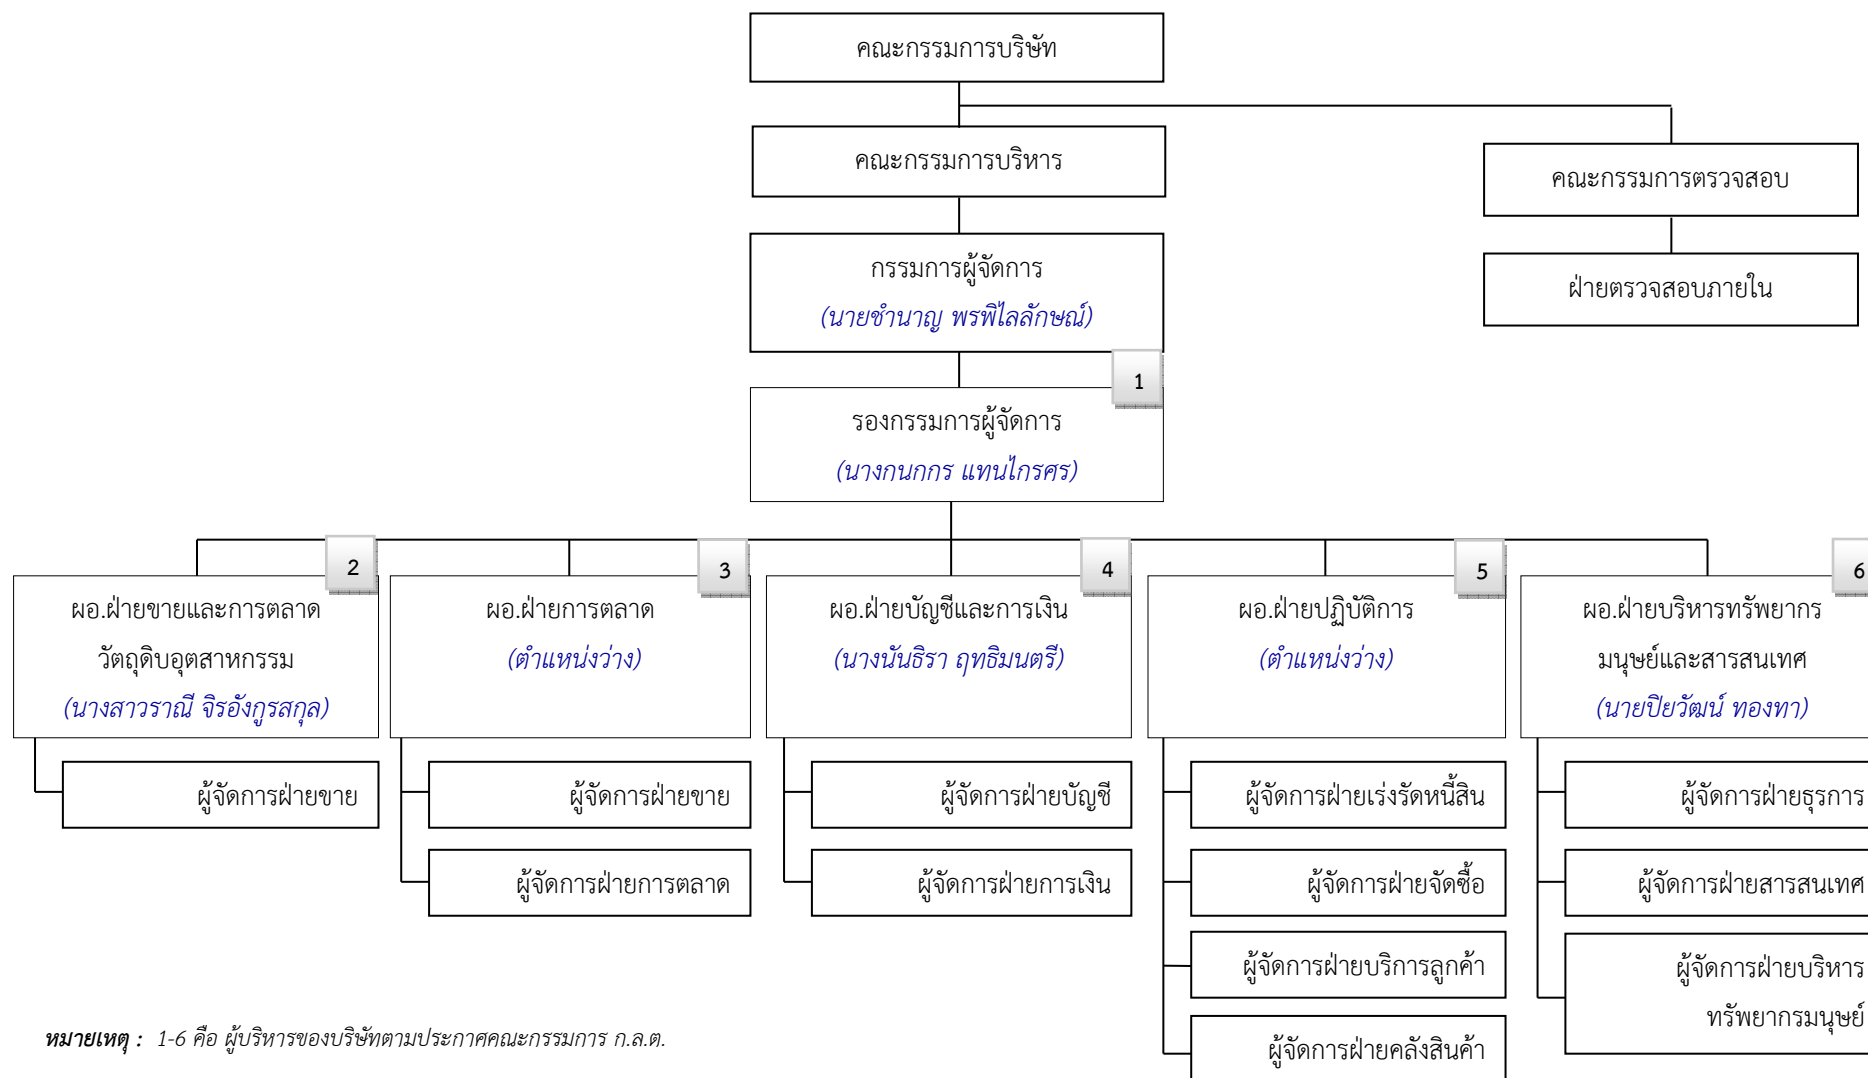 คณะกรรมการบริษัท
คณะกรรมการบริหาร
คณะกรรมการตรวจสอบ
กรรมการผู้จัดการ
(นายชำนาญ พรพิไลลักษณ์)
ฝ่ายตรวจสอบภายใน
1
รองกรรมการผู้จัดการ
(นางกนกกร แทนไกรศร)
2
ผอ.ฝ่ายขายและการตลาด
วัตถุดิบอุตสาหกรรม
(นางสาวราณี จิรอังกูรสกุล)
3
ผอ.ฝ่ายการตลาด
(ตำแหน่งว่าง)
4
ผอ.ฝ่ายบัญชีและการเงิน
(นางนันธิรา ฤทธิมนตรี)
5
ผอ.ฝ่ายปฏิบัติการ
(ตำแหน่งว่าง)
6
ผอ.ฝ่ายบริหารทรัพยากร
มนุษย์และสารสนเทศ
(นายปิยวัฒน์ ทองทา)
ผู้จัดการฝ่ายขาย
ผู้จัดการฝ่ายขาย
ผู้จัดการฝ่ายการตลาด
ผู้จัดการฝ่ายบัญชี
ผู้จัดการฝ่ายการเงิน
ผู้จัดการฝ่ายเร่งรัดหนี้สิน
ผู้จัดการฝ่ายจัดซื้อ
ผู้จัดการฝ่ายบริการลูกค้า
ผู้จัดการฝ่ายคลังสินค้า
ผู้จัดการฝ่ายธุรการ
ผู้จัดการฝ่ายสารสนเทศ
ผู้จัดการฝ่ายบริหาร
ทรัพยากรมนุษย์
หมายเหตุ : 1-6 คือ ผู้บริหารของบริษัทตามประกาศคณะกรรมการ ก.ล.ต.